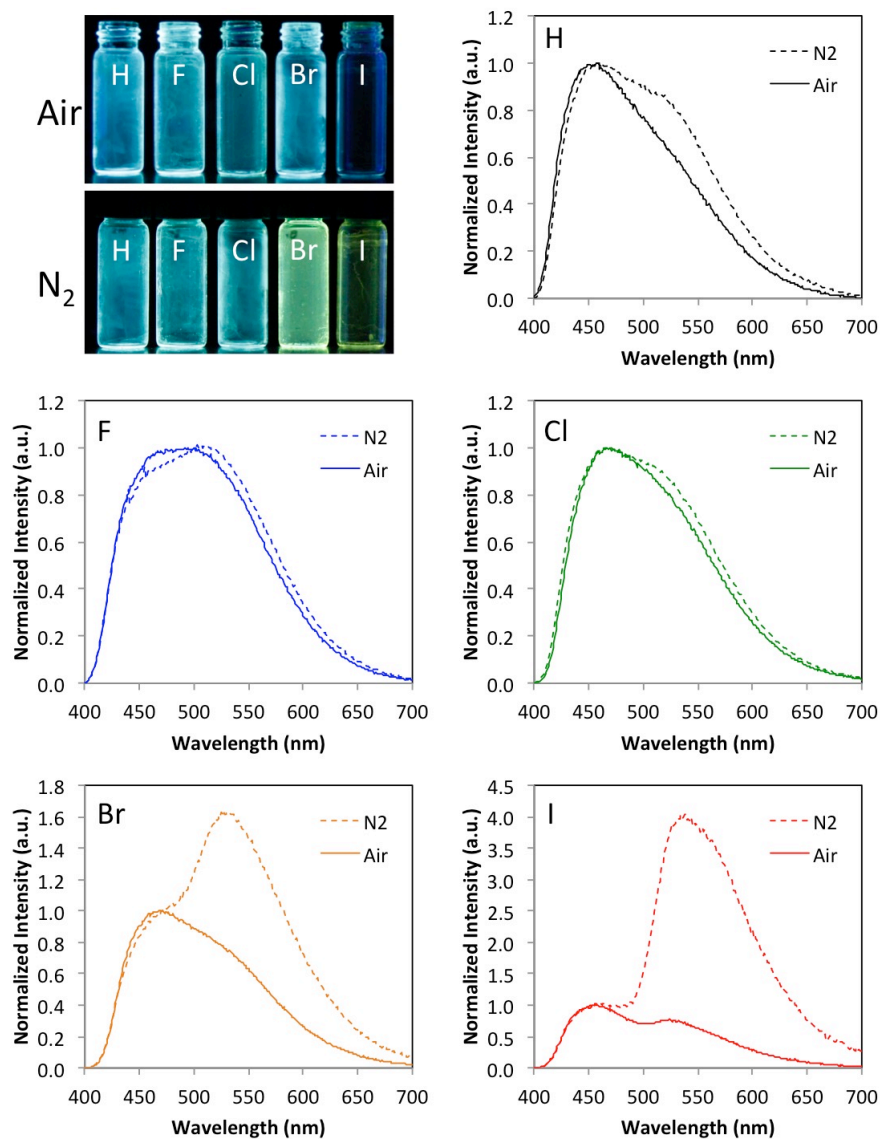 Air
H F Cl Br I
N2
H F Cl Br I
H
N2
Air
Normalized Intensity (a.u.)
1.2
1.0
0.8
0.6
0.4
0.2
0.0
400 450 500 550 600 650 700
Wavelength (nm)
F
N2
Air
Normalized Intensity (a.u.)
1.2
1.0
0.8
0.6
0.4
0.2
0.0
400 450 500 550 600 650 700
Wavelength (nm)
Cl
N2
Air
Normalized Intensity (a.u.)
1.2
1.0
0.8
0.6
0.4
0.2
0.0
400 450 500 550 600 650 700
Wavelength (nm)
Br
N2
Air
Normalized Intensity (a.u.)
1.8
1.6
1.4
1.2
1.0
0.8
0.6
0.4
0.2
0.0
400 450 500 550 600 650 700
Wavelength (nm)
I
N2
Air
Normalized Intensity (a.u.)
4.5
4.0
3.5
3.0
2.5
2.0
1.5
1.0
0.5
0.0
400 450 500 550 600 650 700
Wavelength (nm)